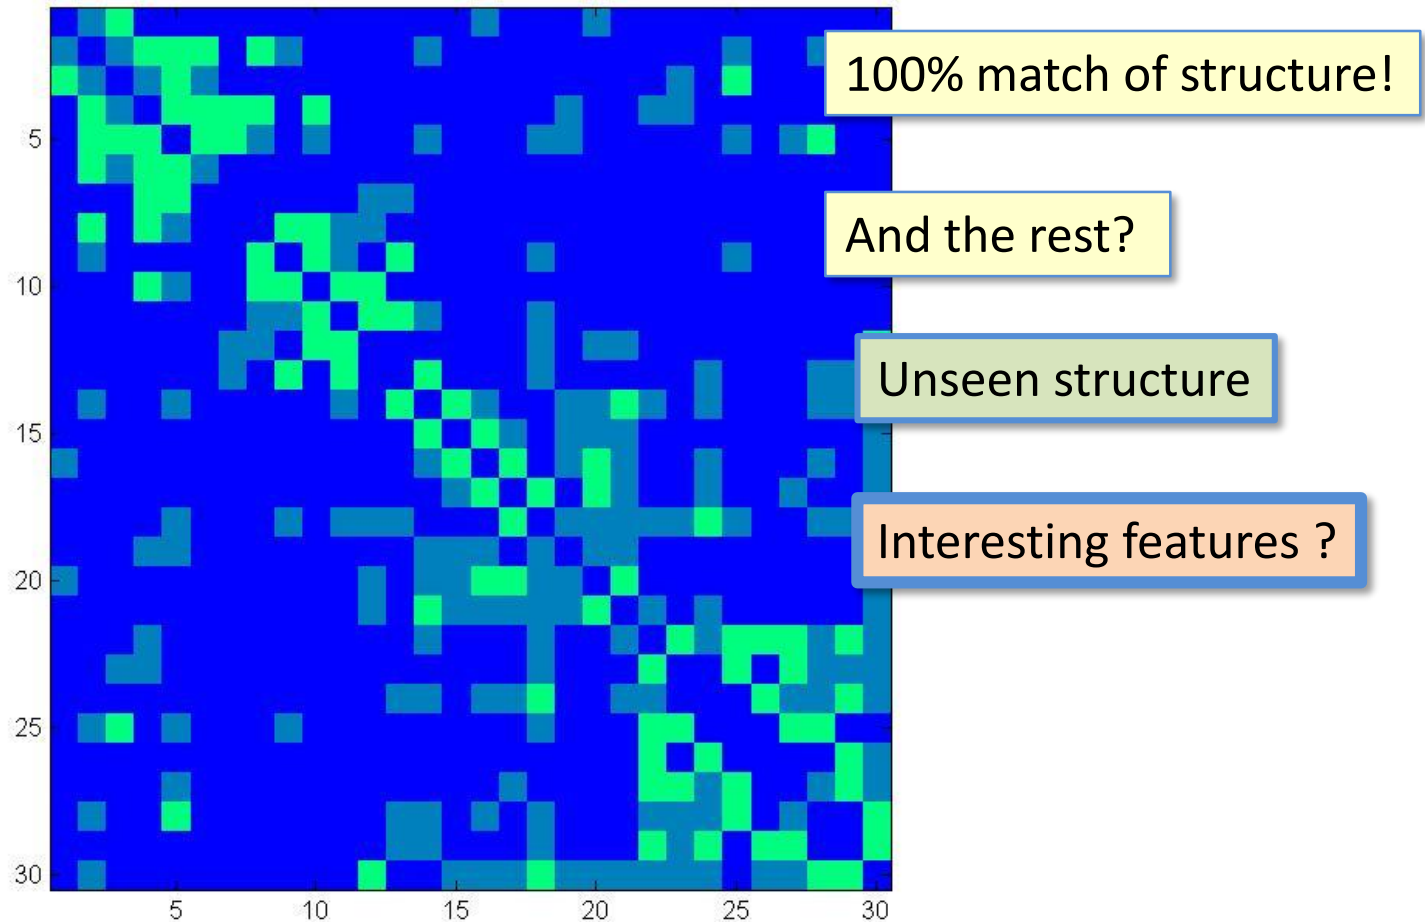 100% match of structure!
5
And the rest?
10
Unseen structure
15
Interesting features ?
20
25
30
5 10 15 20 25 30